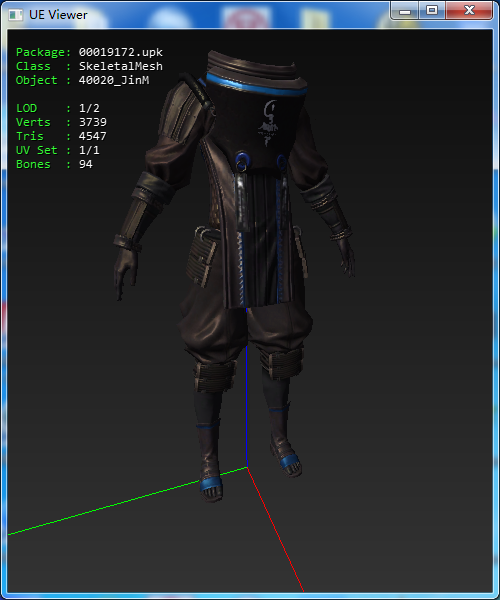 UE Viewer
Package: 00019172.upk
Class : SkeletalMesh
Object : 40020_JinM
LOD : 1/2
Verts : 3739
Tris : 4547
UV Set : 1/1
Bones : 94